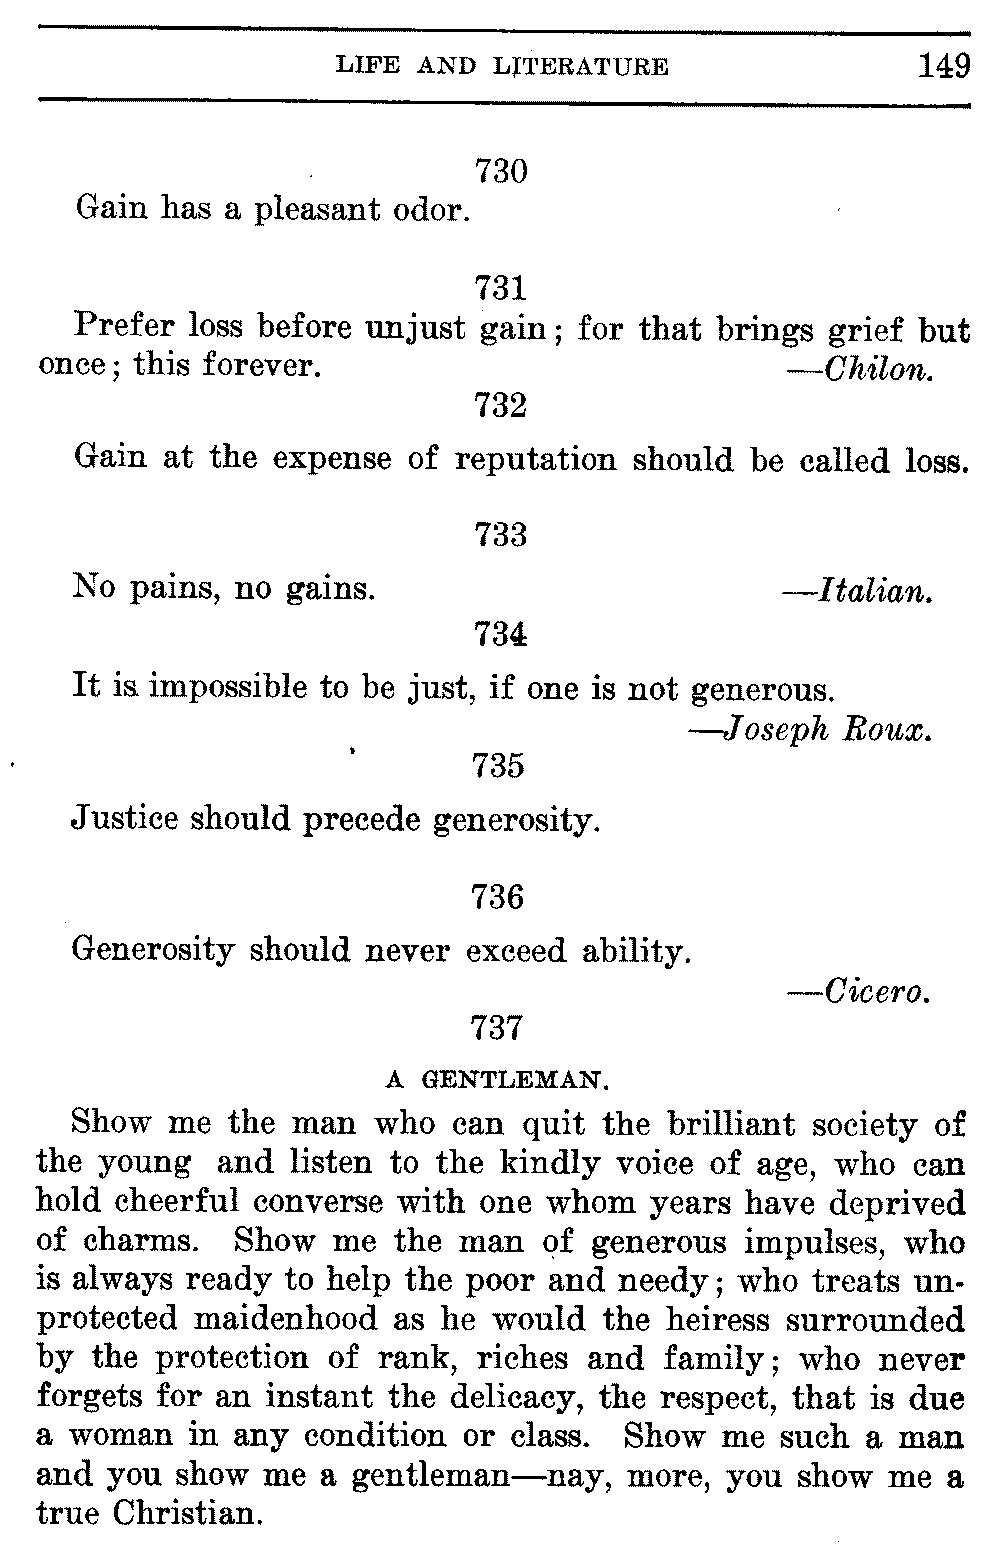 LIFE AND LITERATURE 149
730
Gain has a pleasant odor.
731
Prefer loss before unjust gain; for that brings grief but
once; this forever. —Chilon.
732
Gain at the expense of reputation should be called loss.
733
No pains, no gains. —Italian.
734
It is impossible to be just, if one is not generous.
—Joseph Roux.
735
Justice should precede generosity.
736
Generosity should never exceed ability.
—Cicero.
737
A GENTLEMAN.
Show me the man who can quit the brilliant society of
the young and listen to the kindly voice of age, who can
hold cheerful converse with one whom years have deprived
of charms. Show me the man of generous impulses, who
is always ready to help the poor and needy; who treats un-
protected maidenhood as he would the heiress surrounded
by the protection of rank, riches and family; who never
forgets for an instant the delicacy, the respect, that is due
a woman in any condition or class. Show me such a man
and you show me a gentleman—nay, more, you show me a
true Christian.